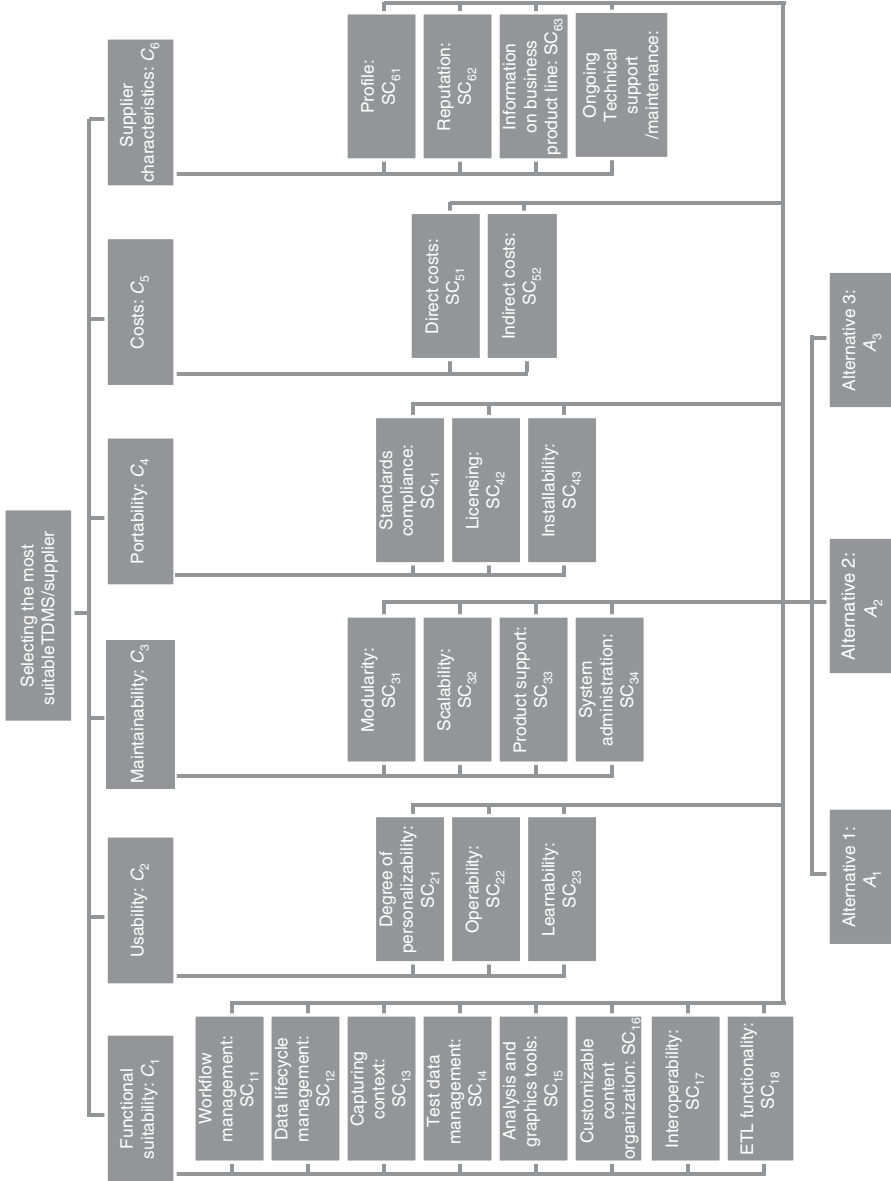 Selecting the most
suitableTDMS/supplier
Functional
suitability: C1
Usability: C2
Maintainability: C3
Portability: C4
Costs: C5
Supplier
characteristics: C6
Workflow
management:
SC11
Data lifecycle
management:
SC12
Capturing
context:
SC13
Test data
management:
SC14
Analysis and
graphics tools:
SC15
Customizable
content
organization: SC16
Interoperability:
SC17
ETL functionality:
SC18
Degree of
personalizability:
SC21
Operability:
SC22
Learnability:
SC23
Modularity:
SC31
Scalability:
SC32
Product support:
SC33
System
administration:
SC34
Standards
compliance:
SC41
Licensing:
SC42
Installability:
SC43
Direct costs:
SC51
Indirect costs:
SC52
Profile:
SC61
Reputation:
SC62
Information
on business
product line: SC63
Ongoing
Technical
support
/maintenance:
Alternative 1:
A1
Alternative 2:
A2
Alternative 3:
A3